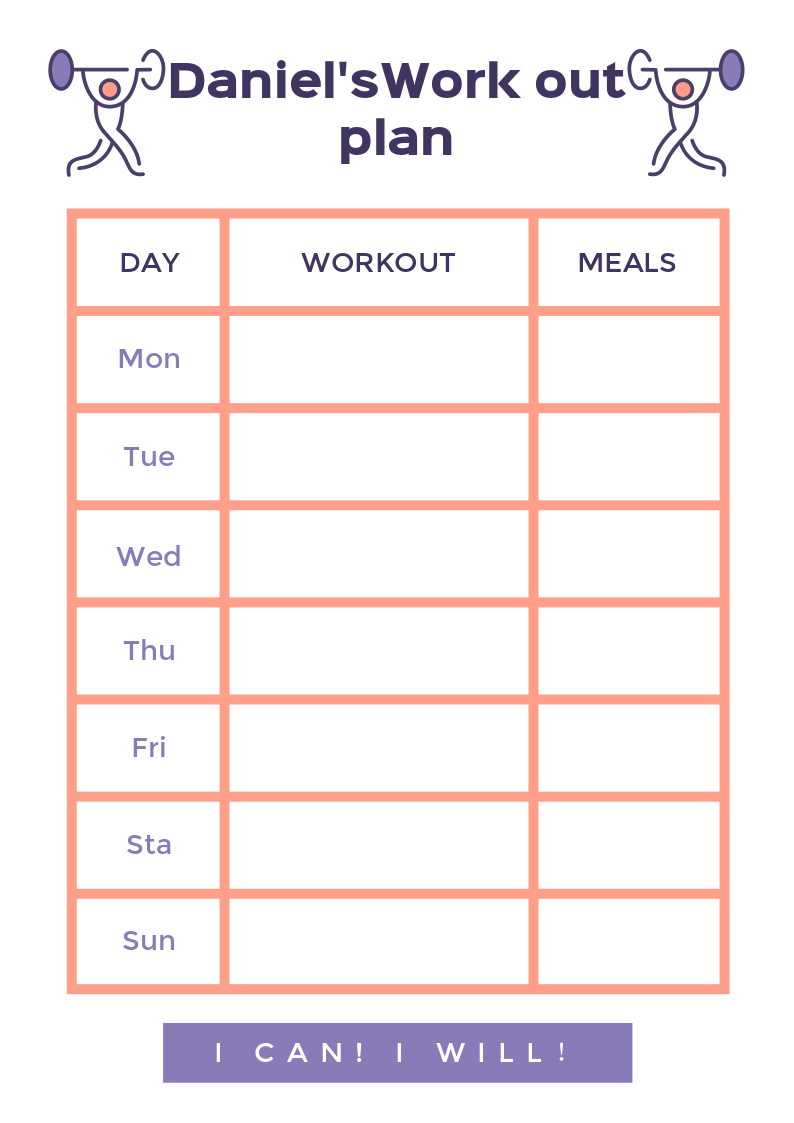 Daniel'sWork out
plan
DAY WORKOUT MEALS
Mon
Tue
Wed
Thu
Fri
Sta
Sun
I CAN! I WILL!